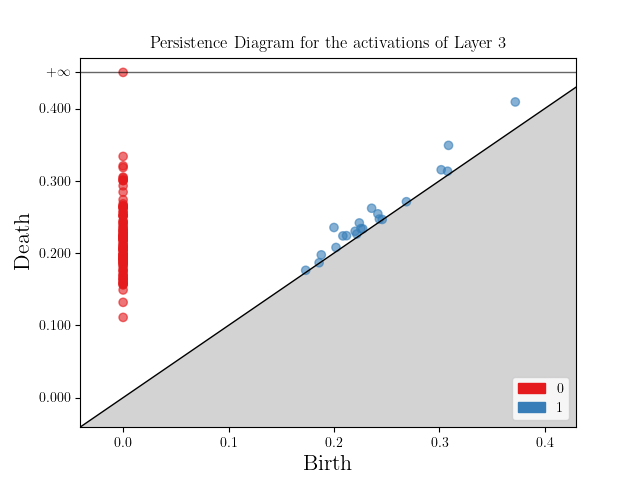 Persistence Diagram for the activations of Layer 3
+∞
0.400
0.300
0.200
0.100
0.000
Death
0
1
0.0 0.1 0.2 0.3 0.4
Birth